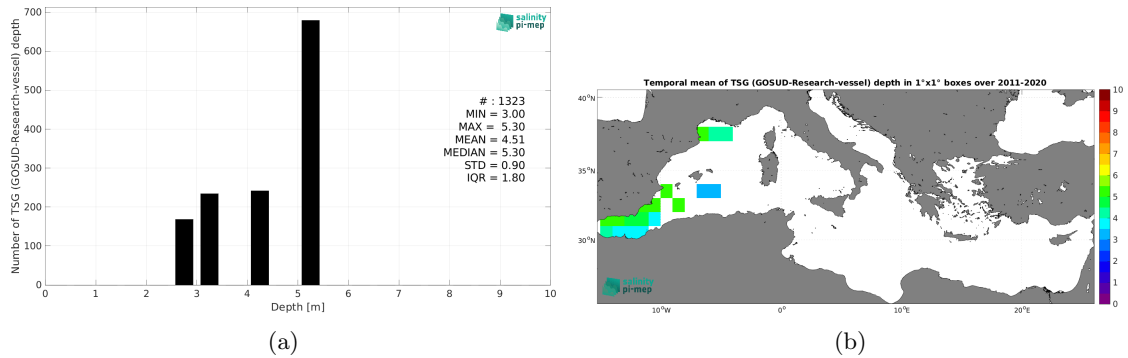 Number of TSG (GOSUD-Research-vessel) depth
700
600
500
400
300
200
100
0
0 1 2 3 4 5 6 7 8 9 10
Depth [m]
salinity
pi-mep
# : 1323
MIN = 3.00
MAX = 5.30
MEAN = 4.51
MEDIAN = 5.30
STD = 0.90
IQR = 1.80
(a)
Temporal mean of TSG (GOSUD-Research-vessel) depth in 1°x1° boxes over 2011-2020
40°N
35°N
30°N
10°W
0°
10°E
20°E
salinity
pi-mep
10
9
8
7
6
5
4
3
2
1
0
(b)